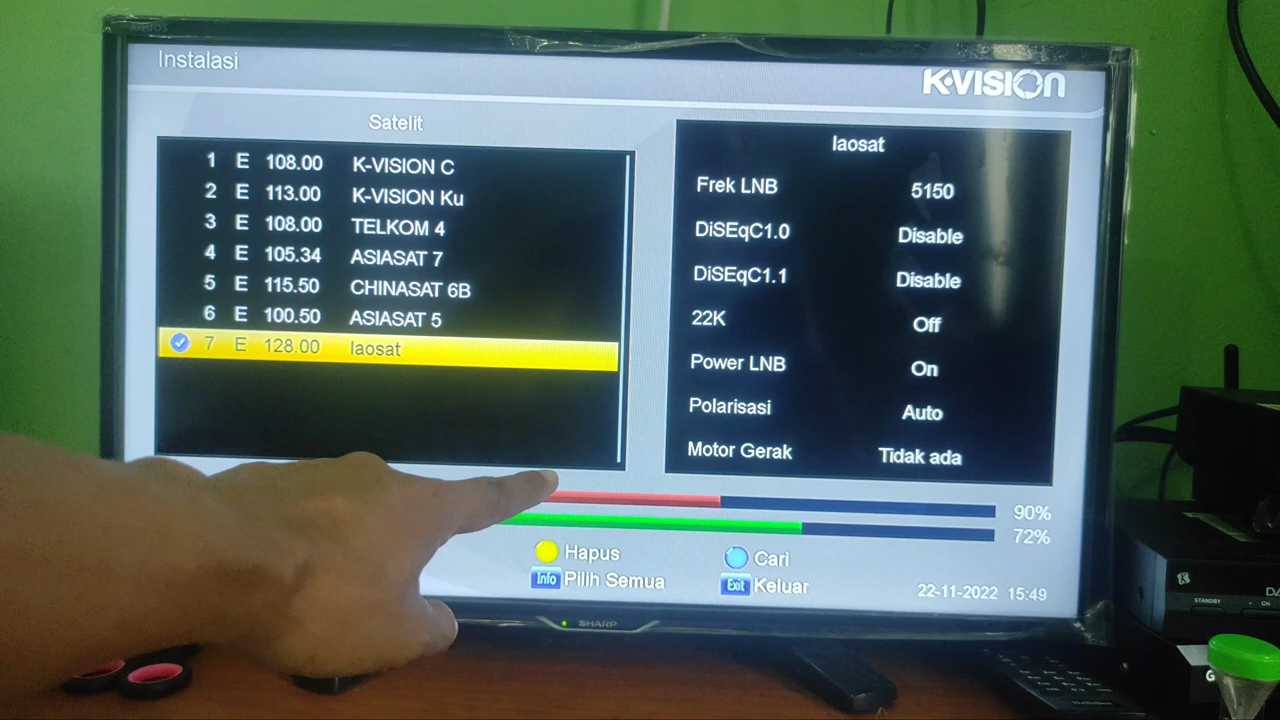 AQUOS
Instalasi
K-VISION
Satelit
1 E 108.00 K-VISION C
2 E 113.00 K-VISION Ku
3 E 108.00 TELKOM 4
4 E 105.34 ASIASAT 7
5 E 115.50 CHINASAT 6B
6 E 100.50 ASIASAT 5
7 E 128.00 laosat
laosat
Frek LNB 5150
DiSEqC1.0 Disable
DiSEqC1.1 Disable
22K Off
Power LNB On
Polarisasi Auto
Motor Gerak Tidak ada
90%
72%
Hapus Cari
Info Pilih Semua Exit Keluar
22-11-2022 15:49
SHARP
STANDBY CH